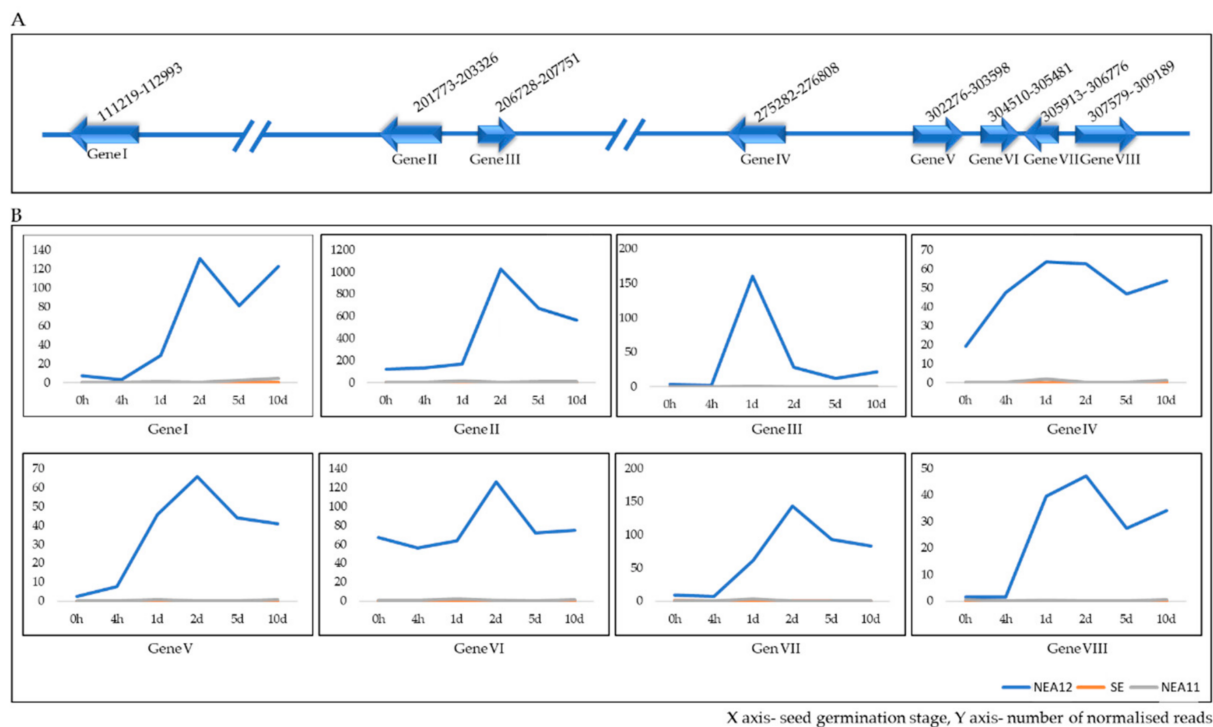 A
111219-112993
201773-203326
206728-207751
275282-276808
302276-303598
304510-305481
305913-306776
307579- 309189
Gene I
Gene II
Gene III
Gene IV
Gene V
Gene VI
Gene VII
Gene VIII
B
140
120
100
80
60
40
20
0
0h 4h 1d 2d 5d 10d
Gene I
1200
1000
800
600
400
200
0
0h 4h 1d 2d 5d 10d
Gene II
200
150
100
50
0
0h 4h 1d 2d 5d 10d
Gene III
70
60
50
40
30
20
10
0
0h 4h 1d 2d 5d 10d
Gene IV
70
60
50
40
30
20
10
0
0h 4h 1d 2d 5d 10d
Gene V
140
120
100
80
60
40
20
0
0h 4h 1d 2d 5d 10d
Gene VI
200
150
100
50
0
0h 4h 1d 2d 5d 10d
Gen VII
50
40
30
20
10
0
0h 4h 1d 2d 5d 10d
Gene VIII
NEA12 SE NEA11
X axis- seed germination stage, Y axis- number of normalised reads